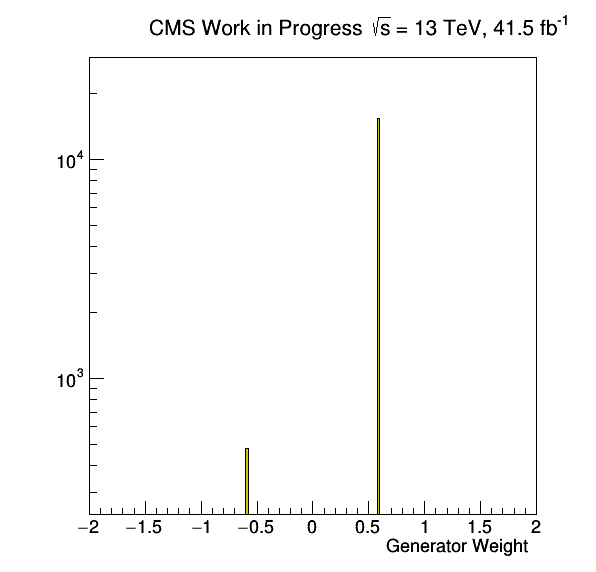 CMS Work in Progress √s = 13 TeV, 41.5 fb⁻¹
10⁴
10³
−2 −1.5 −1 −0.5 0 0.5 1 1.5 2
Generator Weight